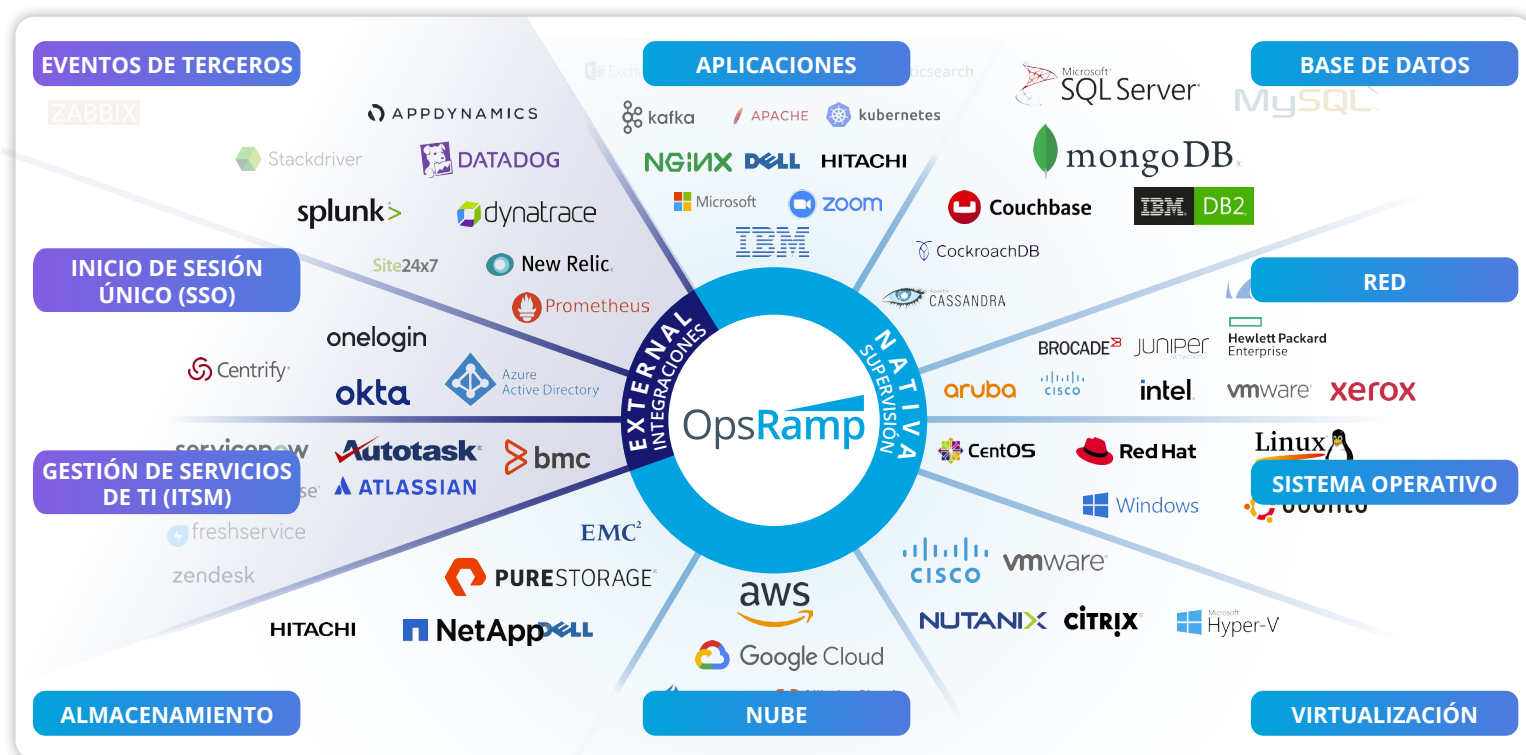 EVENTOS DE TERCEROS
ZABBIX
APPDYNAMICS
Stackdriver
DATADOG
splunk>
dynatrace
Site24x7
New Relic
Prometheus
INICIO DE SESIÓN
ÚNICO (SSO)
onelogin
Centrify
okta
Azure
Active Directory
GESTIÓN DE SERVICIOS
DE TI (ITSM)
servicenow
Autotask
bmc
ATLASSIAN
freshservice
zendesk
APLICACIONES
kafka
APACHE
kubernetes
NGINX
DELL
HITACHI
Microsoft
zoom
IBM
BASE DE DATOS
Microsoft
SQL Server
MySQL
mongoDB
Couchbase
IBM DB2
CockroachDB
Apache
CASSANDRA
RED
BROCADE
JUNIPER
NETWORKS
Hewlett Packard
Enterprise
aruba
CISCO
intel
vmware
xerox
EXTERNAL
INTEGRACIONES
NATIVA
SUPERVISIÓN
OpsRamp
CentOS
Red Hat
Linux
SISTEMA OPERATIVO
Windows
ubuntu
EMC²
PURESTORAGE
HITACHI
NetApp
DELL
ALMACENAMIENTO
aws
Google Cloud
NUBE
CISCO
vmware
NUTANIX
CITRIX
Microsoft
Hyper-V
VIRTUALIZACIÓN